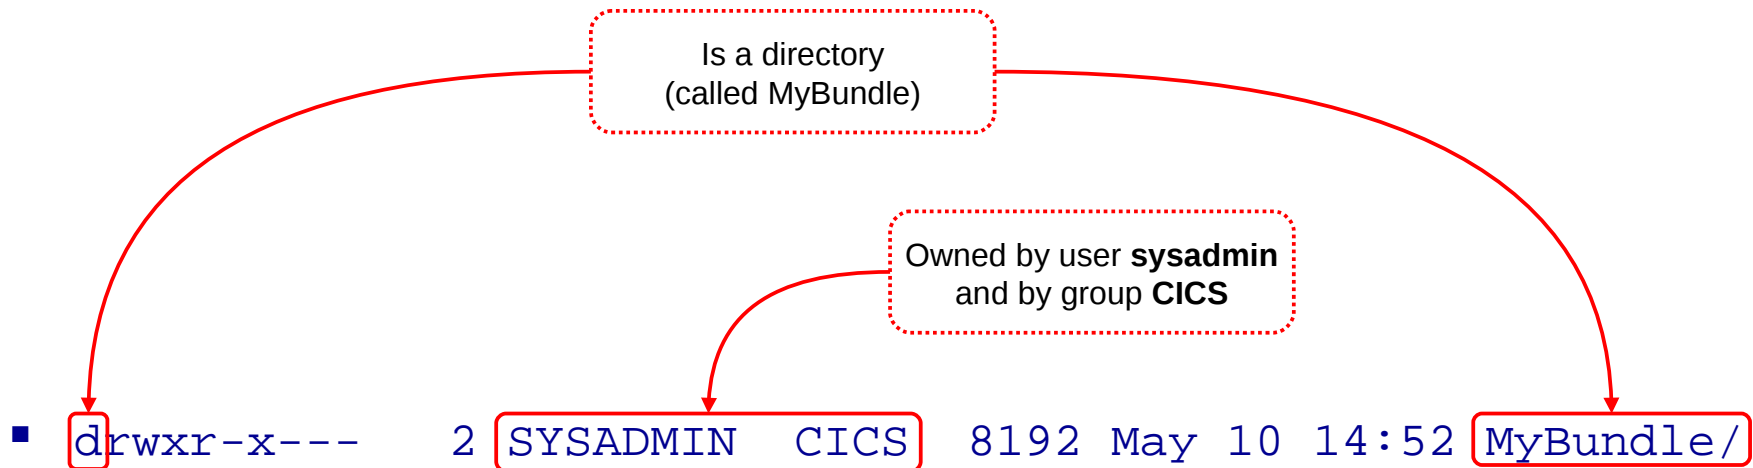 Is a directory
(called MyBundle)
Owned by user sysadmin
and by group CICS
▪ drwxr-x--- 2 SYSADMIN CICS 8192 May 10 14:52 MyBundle/